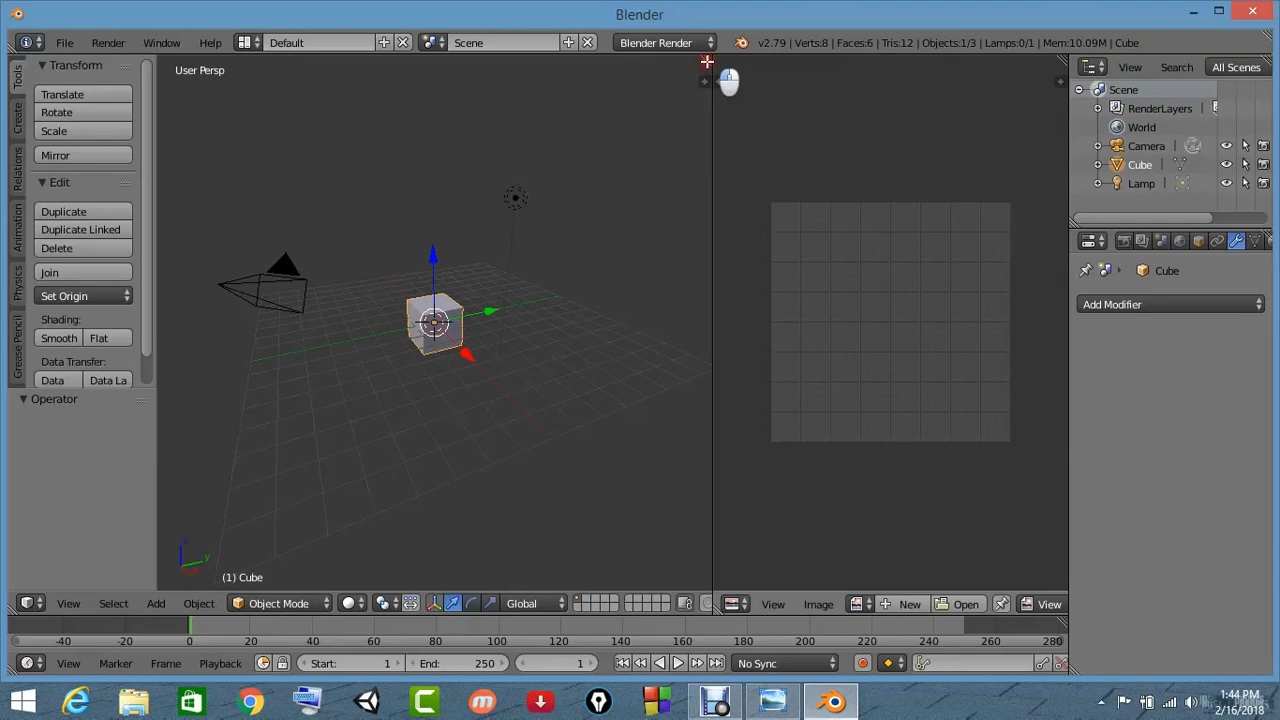 Blender
File Render Window Help Default Scene Blender Render v2.79 | Verts:8 | Faces:6 | Tris:12 | Objects:1/3 | Lamps:0/1 | Mem:10.09M | Cube
Tools
Create
Relations
Animation
Physics
Grease Pencil
Transform
Translate
Rotate
Scale
Mirror
Edit
Duplicate
Duplicate Linked
Delete
Join
Set Origin
Shading:
Smooth Flat
Data Transfer:
Data Data La
Operator
User Persp
(1) Cube
View Select Add Object Object Mode Global
View Image New Open View
View Search All Scenes
Scene
RenderLayers
World
Camera
Cube
Lamp
Cube
Add Modifier
-40 -20 0 20 40 60 80 100 120 140 160 180 200 220 240 260 280
View Marker Frame Playback Start: 1 End: 250 1 No Sync
1:44 PM
2/16/2018